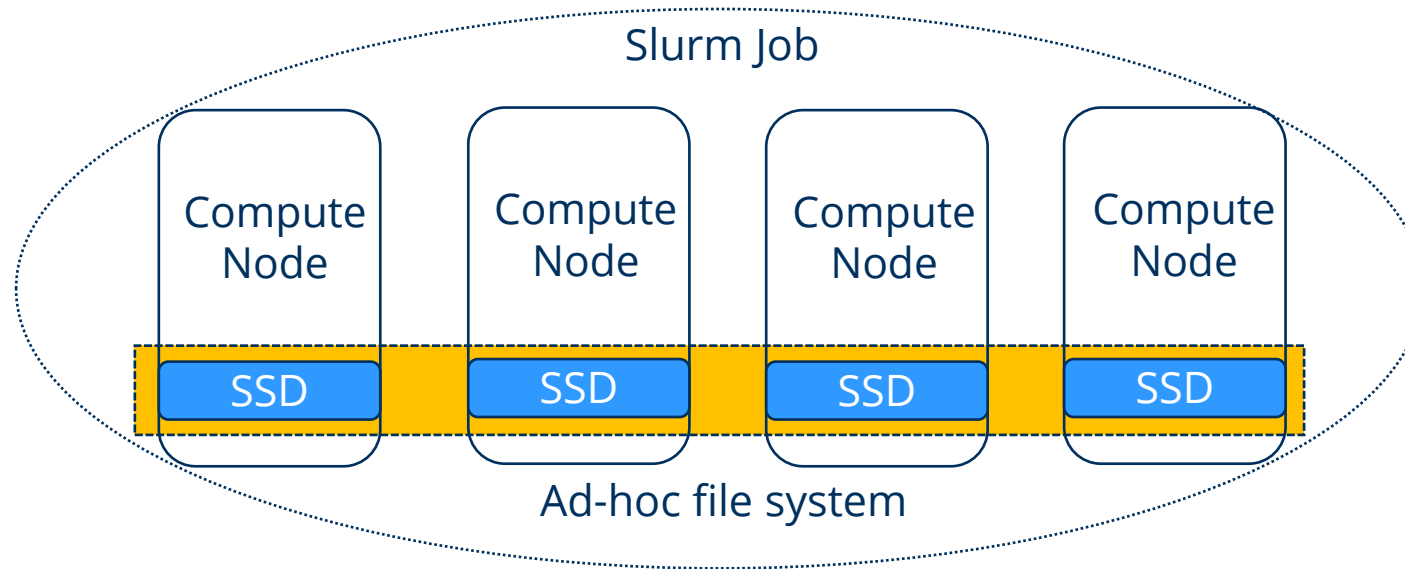 Slurm Job
Compute
Node
Compute
Node
Compute
Node
Compute
Node
SSD
SSD
SSD
SSD
Ad-hoc file system